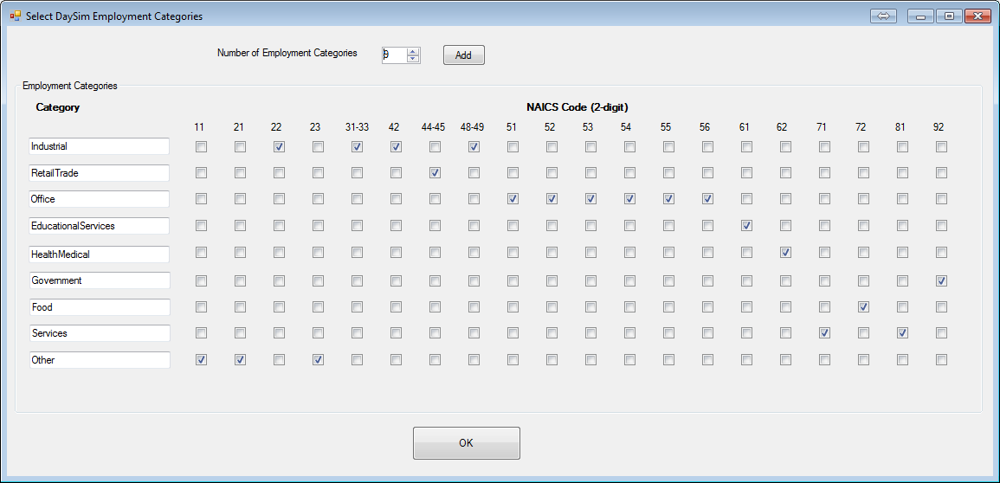 Select DaySim Employment Categories
Number of Employment Categories 9 Add
Employment Categories
Category NAICS Code (2-digit)
11 21 22 23 31-33 42 44-45 48-49 51 52 53 54 55 56 61 62 71 72 81 92
Industrial
RetailTrade
Office
EducationalServices
HealthMedical
Government
Food
Services
Other
OK